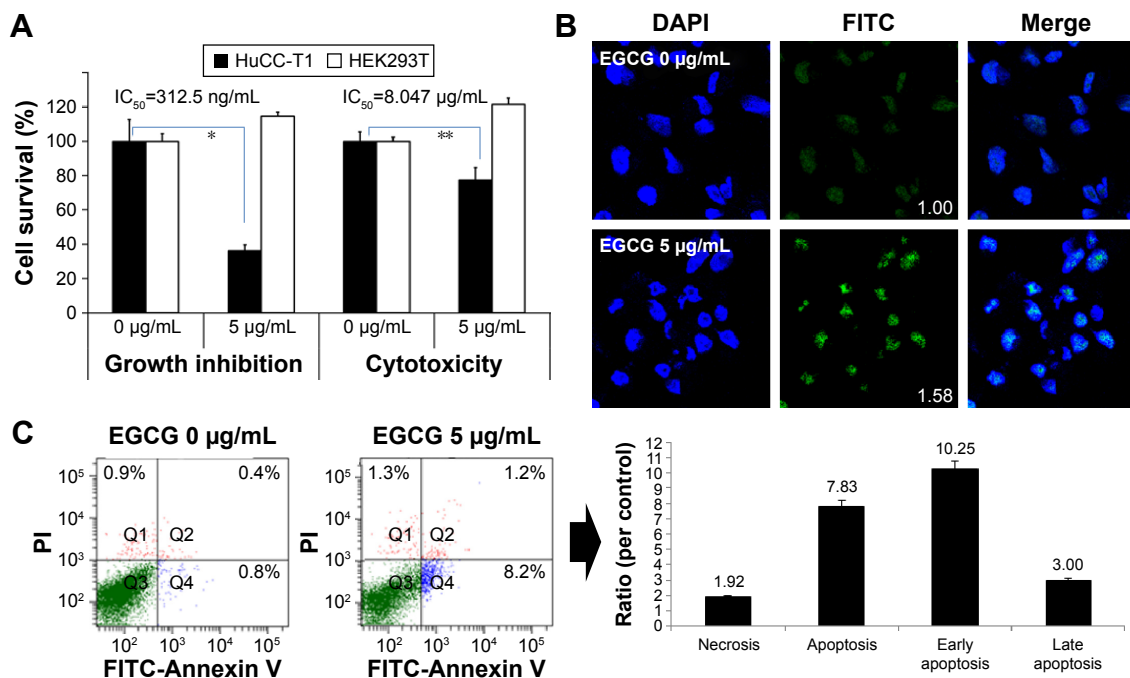 A
HuCC-T1 HEK293T
Cell survival (%)
120
100
80
60
40
20
0
IC50=312.5 ng/mL
IC50=8.047 µg/mL
*
**
0 µg/mL 5 µg/mL 0 µg/mL 5 µg/mL
Growth inhibition Cytotoxicity
B
DAPI FITC Merge
EGCG 0 µg/mL
1.00
EGCG 5 µg/mL
1.58
C
EGCG 0 µg/mL
PI
10⁵
10⁴
10³
10²
0.9% 0.4%
Q1 Q2
Q3 Q4
0.8%
10² 10³ 10⁴ 10⁵
FITC-Annexin V
EGCG 5 µg/mL
PI
10⁵
10⁴
10³
10²
1.3% 1.2%
Q1 Q2
Q3 Q4
8.2%
10² 10³ 10⁴ 10⁵
FITC-Annexin V
Ratio (per control)
12
11
10
9
8
7
6
5
4
3
2
1
0
1.92
7.83
10.25
3.00
Necrosis Apoptosis Early Late
apoptosis apoptosis